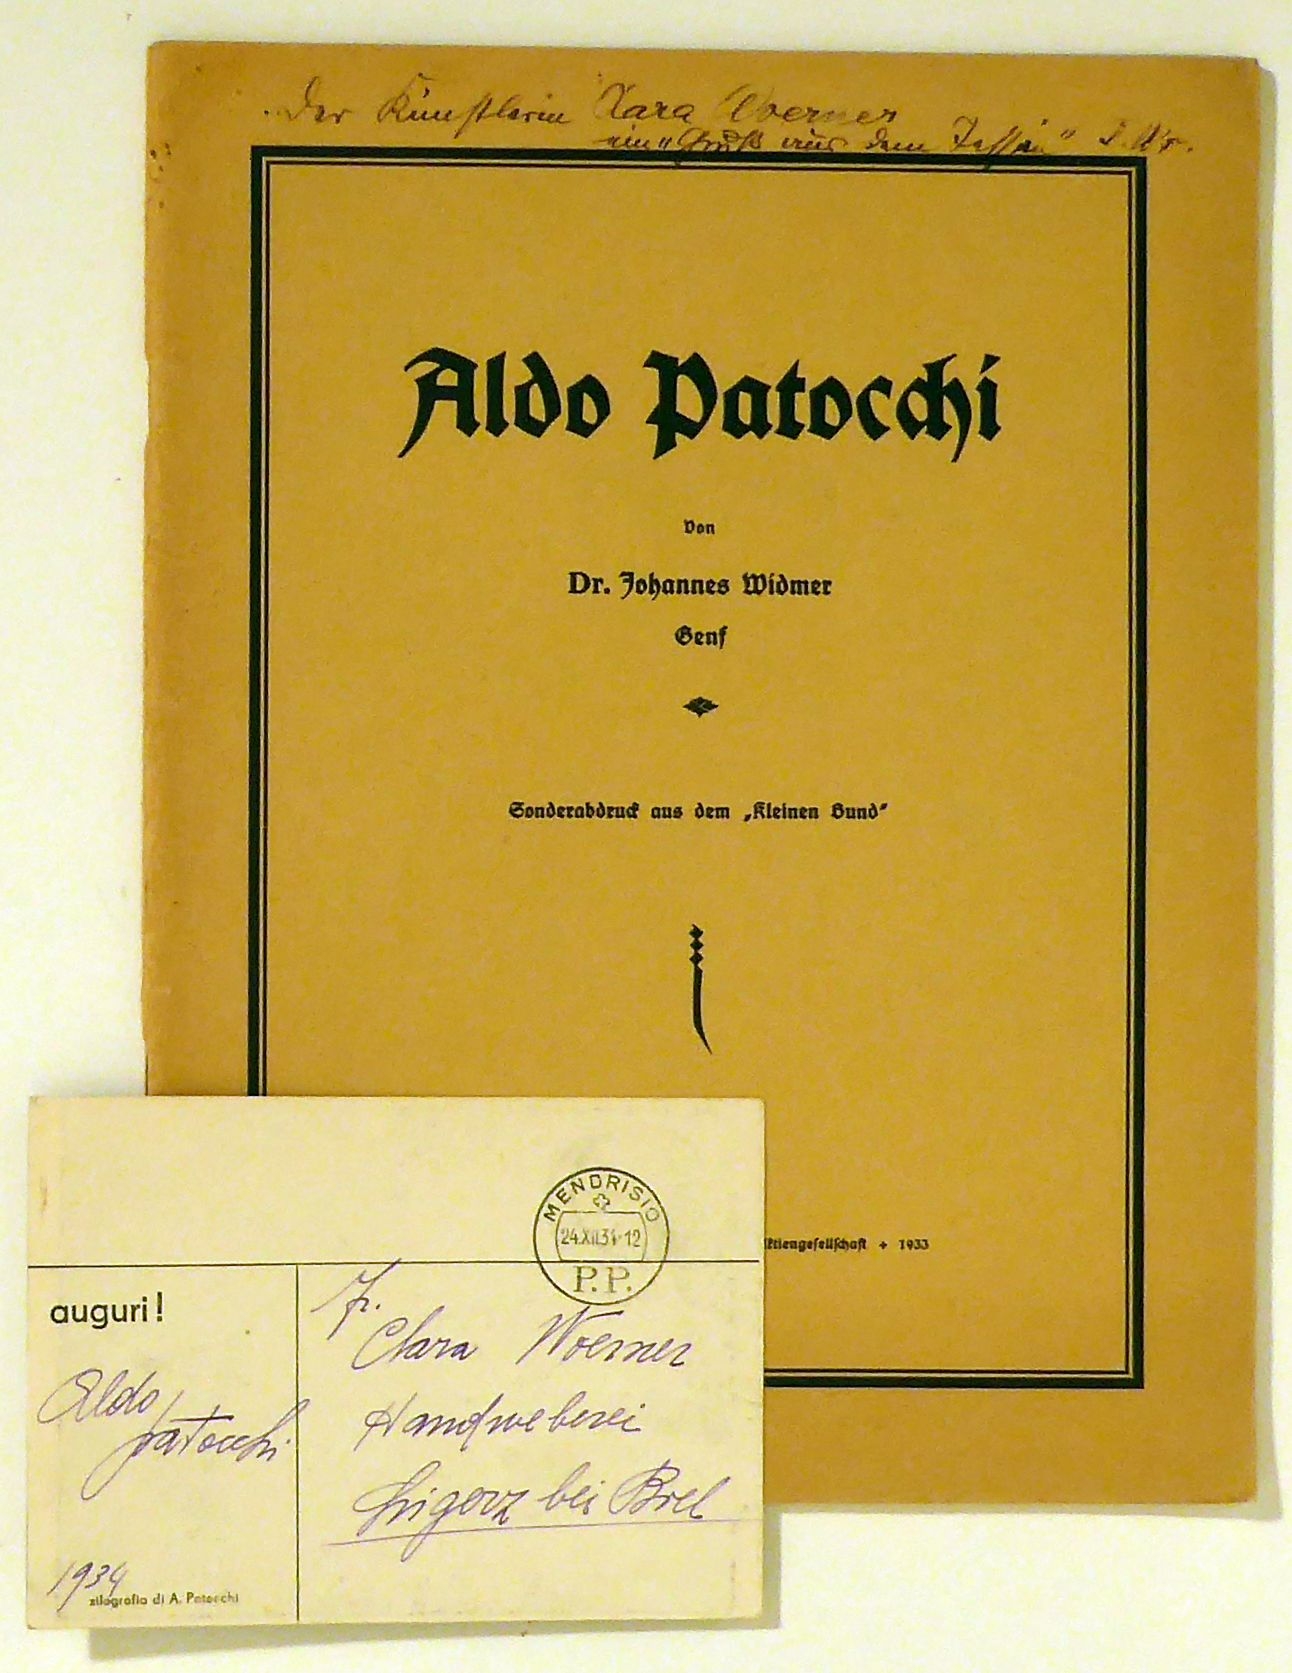 Der Künstlerin Clara Woerner
ein "Gruß aus dem Tessin"
Aldo Patocchi
Von
Dr. Johannes Widmer
Genf
Sonderabdruck aus dem „Kleinen Bund“
ktiengesellschaft + 1933
MENDRISIO
24.XII.34-12
P.P.
auguri!
Aldo
Patocchi
1934
xilografia di A. Patocchi
Fr.
Clara Woerner
Handweberei
Ligerz bei Biel